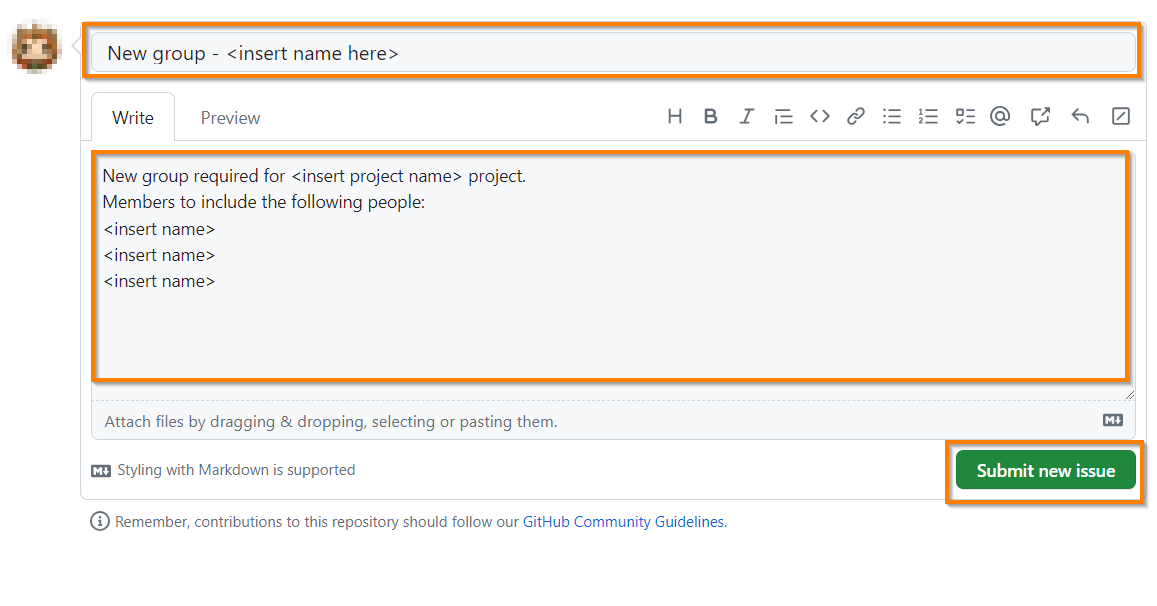 New group - <insert name here>
Write
Preview
New group required for <insert project name> project.
Members to include the following people:
<insert name>
<insert name>
<insert name>
Attach files by dragging & dropping, selecting or pasting them.
Styling with Markdown is supported
Submit new issue
Remember, contributions to this repository should follow our GitHub Community Guidelines.